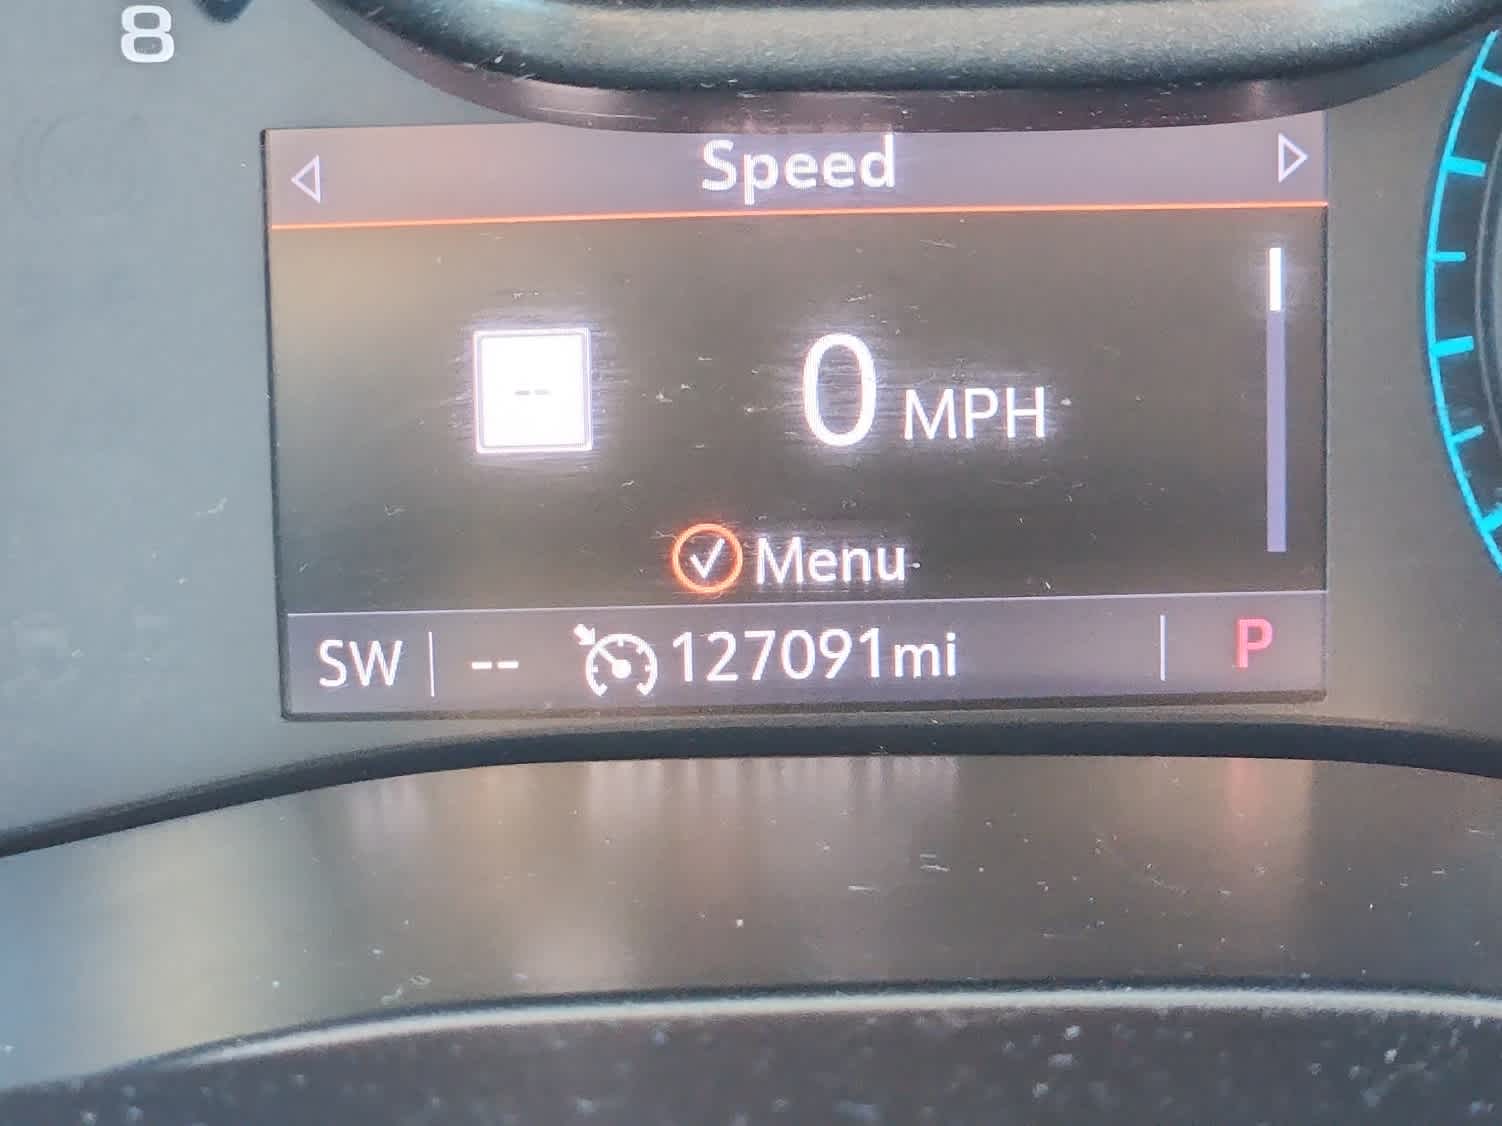 8
Speed
--
0 MPH
Menu
SW -- 127091mi P